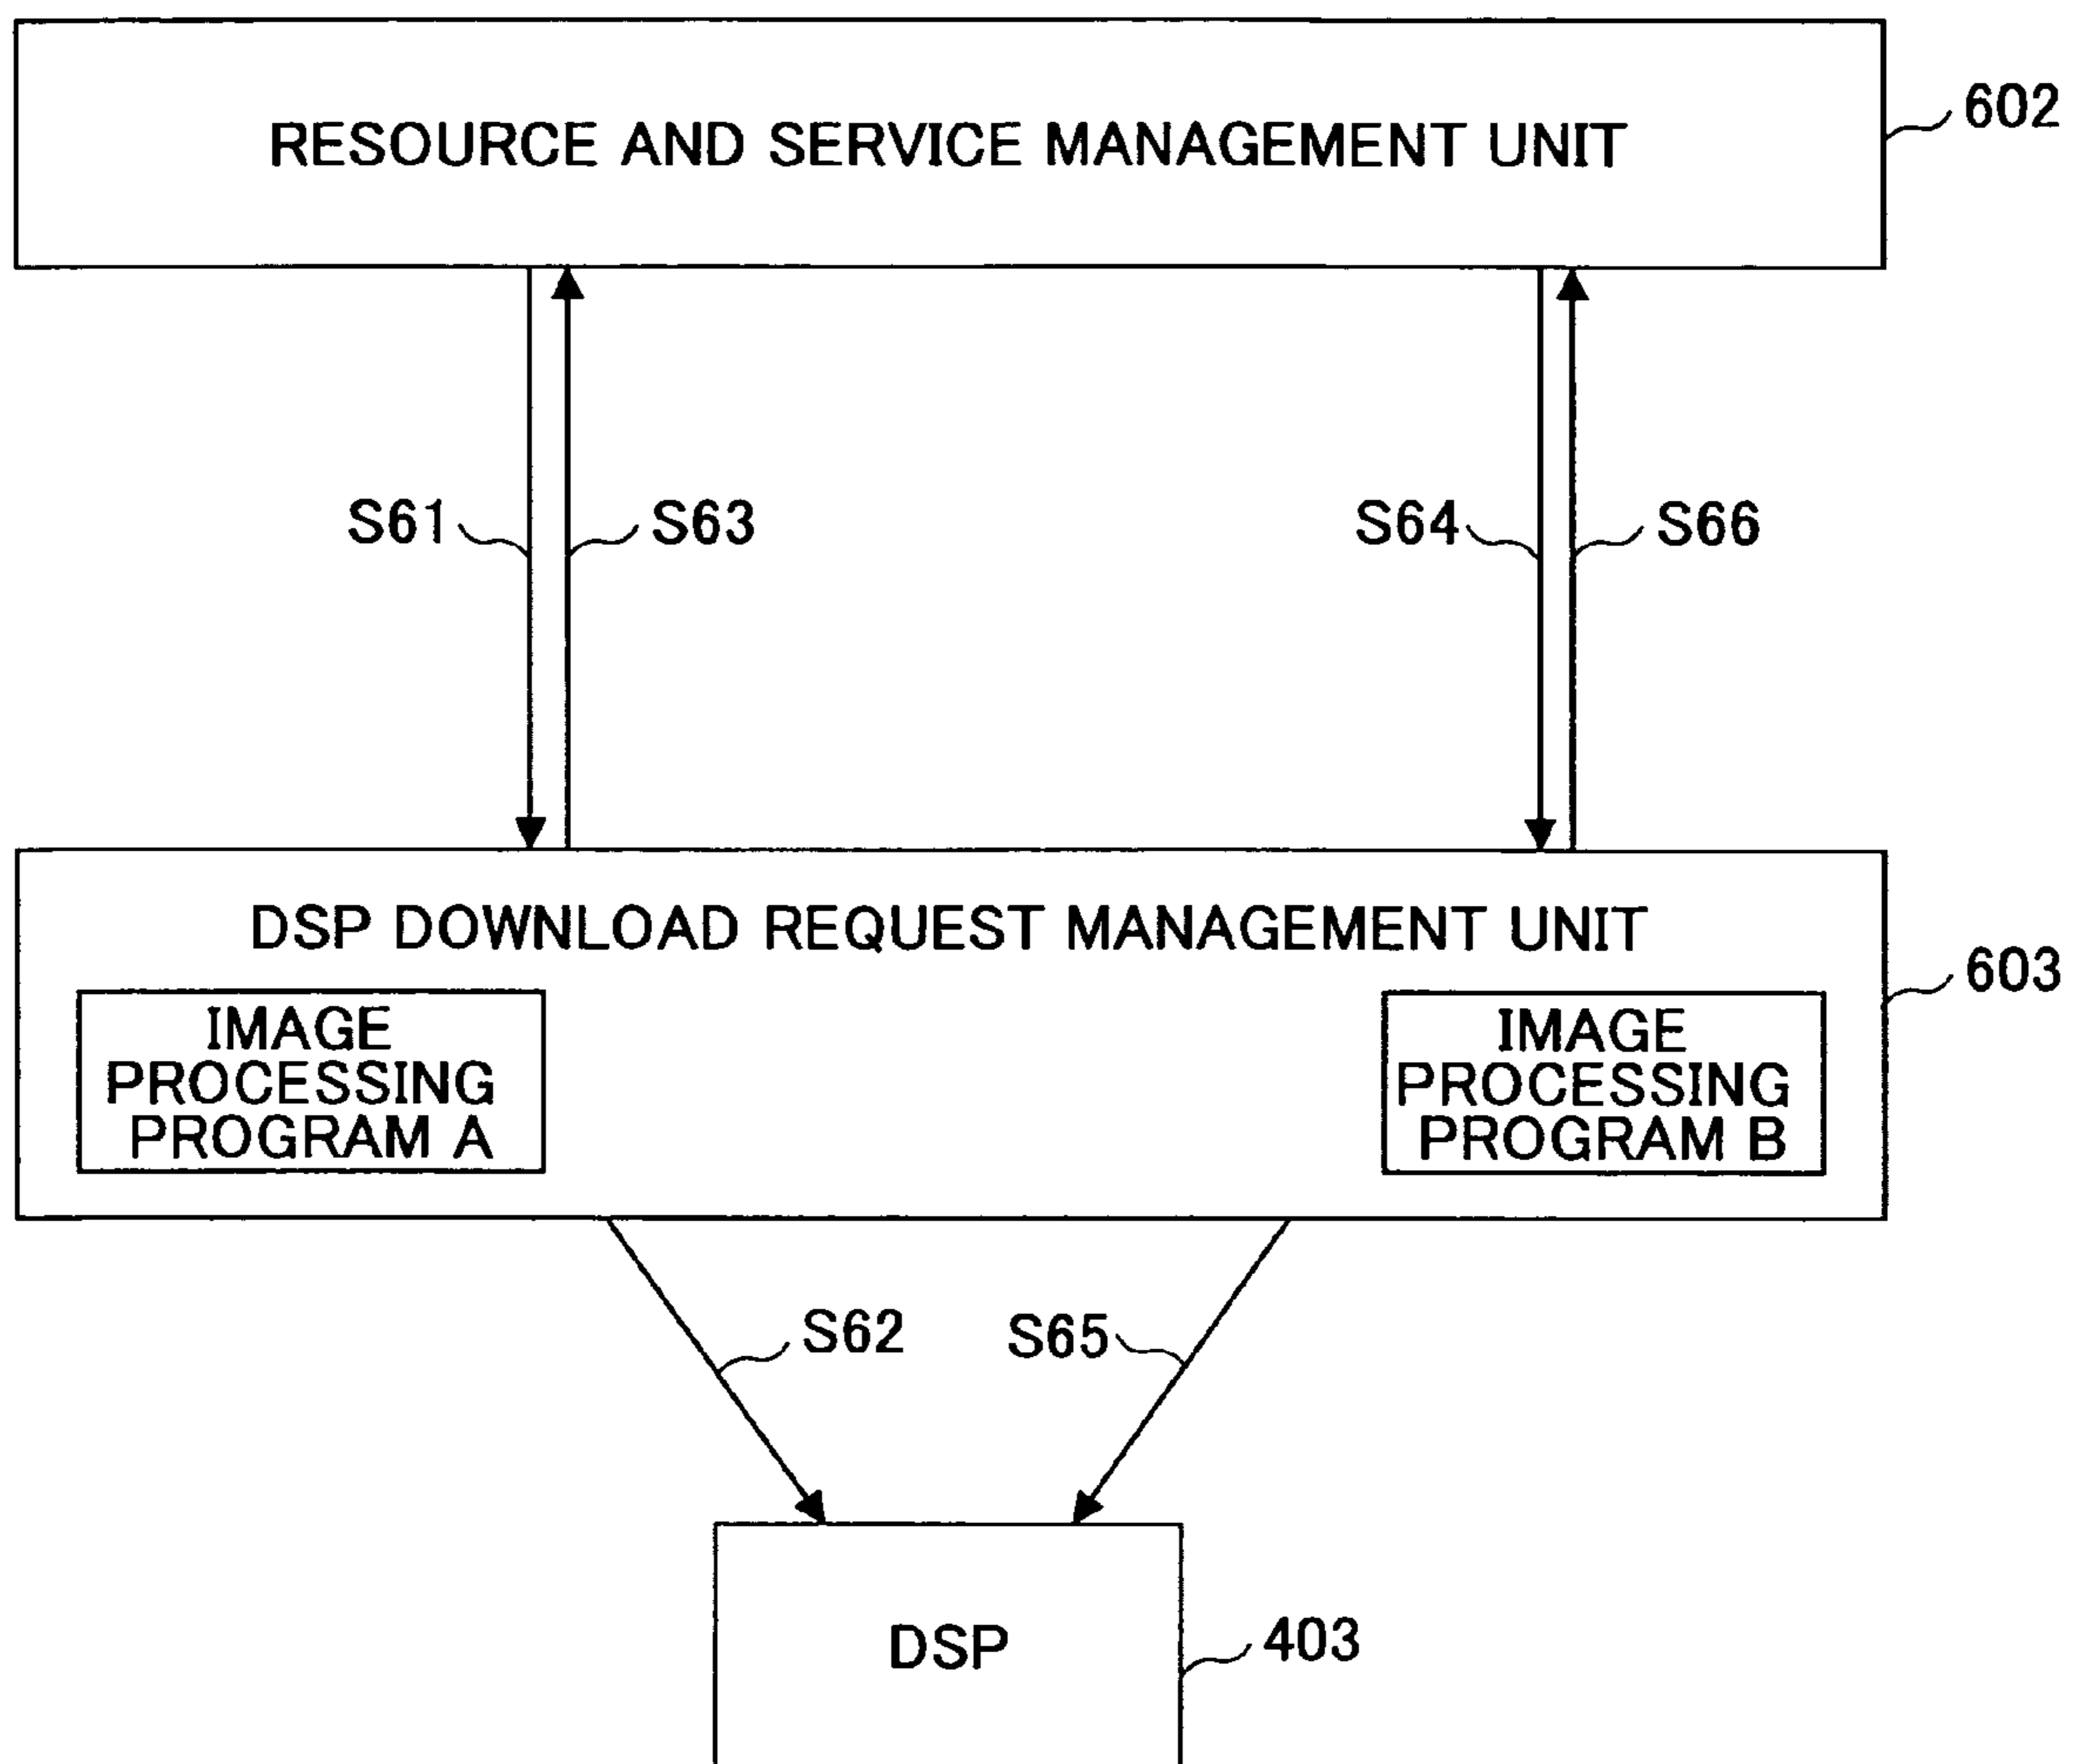 RESOURCE AND SERVICE MANAGEMENT UNIT
602
S61
S63
S64
S66
DSP DOWNLOAD REQUEST MANAGEMENT UNIT
603
IMAGE
PROCESSING
PROGRAM A
IMAGE
PROCESSING
PROGRAM B
S62
S65
DSP
403